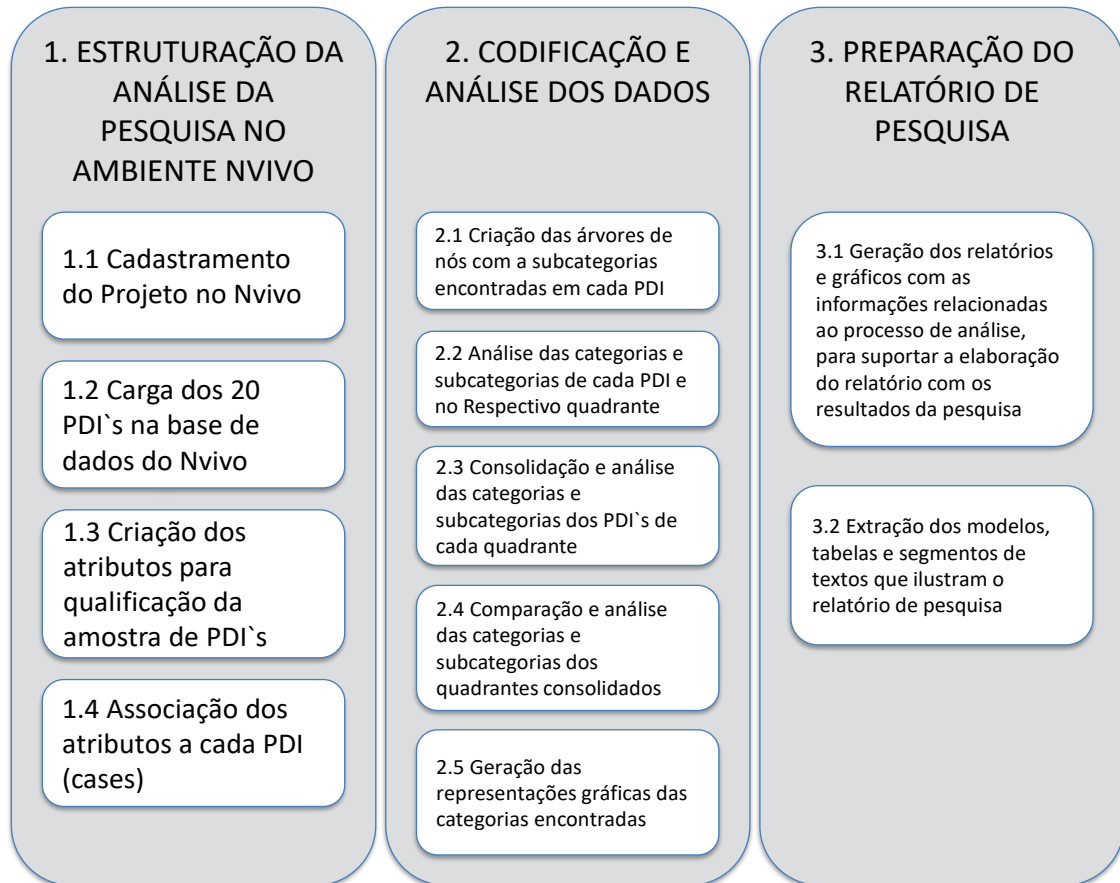 1. ESTRUTURAÇÃO DA
ANÁLISE DA
PESQUISA NO
AMBIENTE NVIVO
1.1 Cadastramento
do Projeto no Nvivo
1.2 Carga dos 20
PDI`s na base de
dados do Nvivo
1.3 Criação dos
atributos para
qualificação da
amostra de PDI`s
1.4 Associação dos
atributos a cada PDI
(cases)
2. CODIFICAÇÃO E
ANÁLISE DOS DADOS
2.1 Criação das árvores de
nós com a subcategorias
encontradas em cada PDI
2.2 Análise das categorias e
subcategorias de cada PDI e
no Respectivo quadrante
2.3 Consolidação e análise
das categorias e
subcategorias dos PDI`s de
cada quadrante
2.4 Comparação e análise
das categorias e
subcategorias dos
quadrantes consolidados
2.5 Geração das
representações gráficas das
categorias encontradas
3. PREPARAÇÃO DO
RELATÓRIO DE
PESQUISA
3.1 Geração dos relatórios
e gráficos com as
informações relacionadas
ao processo de análise,
para suportar a elaboração
do relatório com os
resultados da pesquisa
3.2 Extração dos modelos,
tabelas e segmentos de
textos que ilustram o
relatório de pesquisa